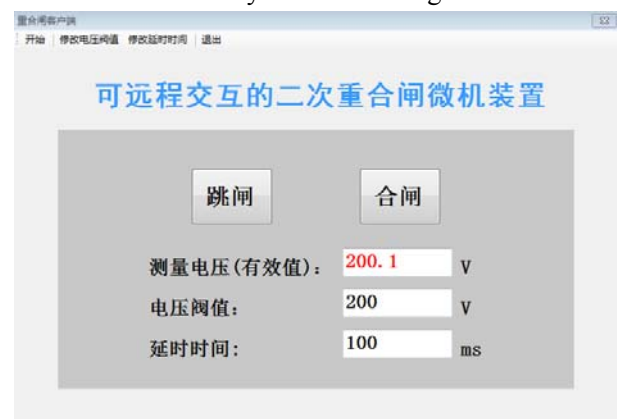 重合闸客户端
开始 修改电压阀值 修改延时时间 退出
可远程交互的二次重合闸微机装置
跳闸 合闸
测量电压(有效值): 200.1 V
电压阀值: 200 V
延时时间: 100 ms